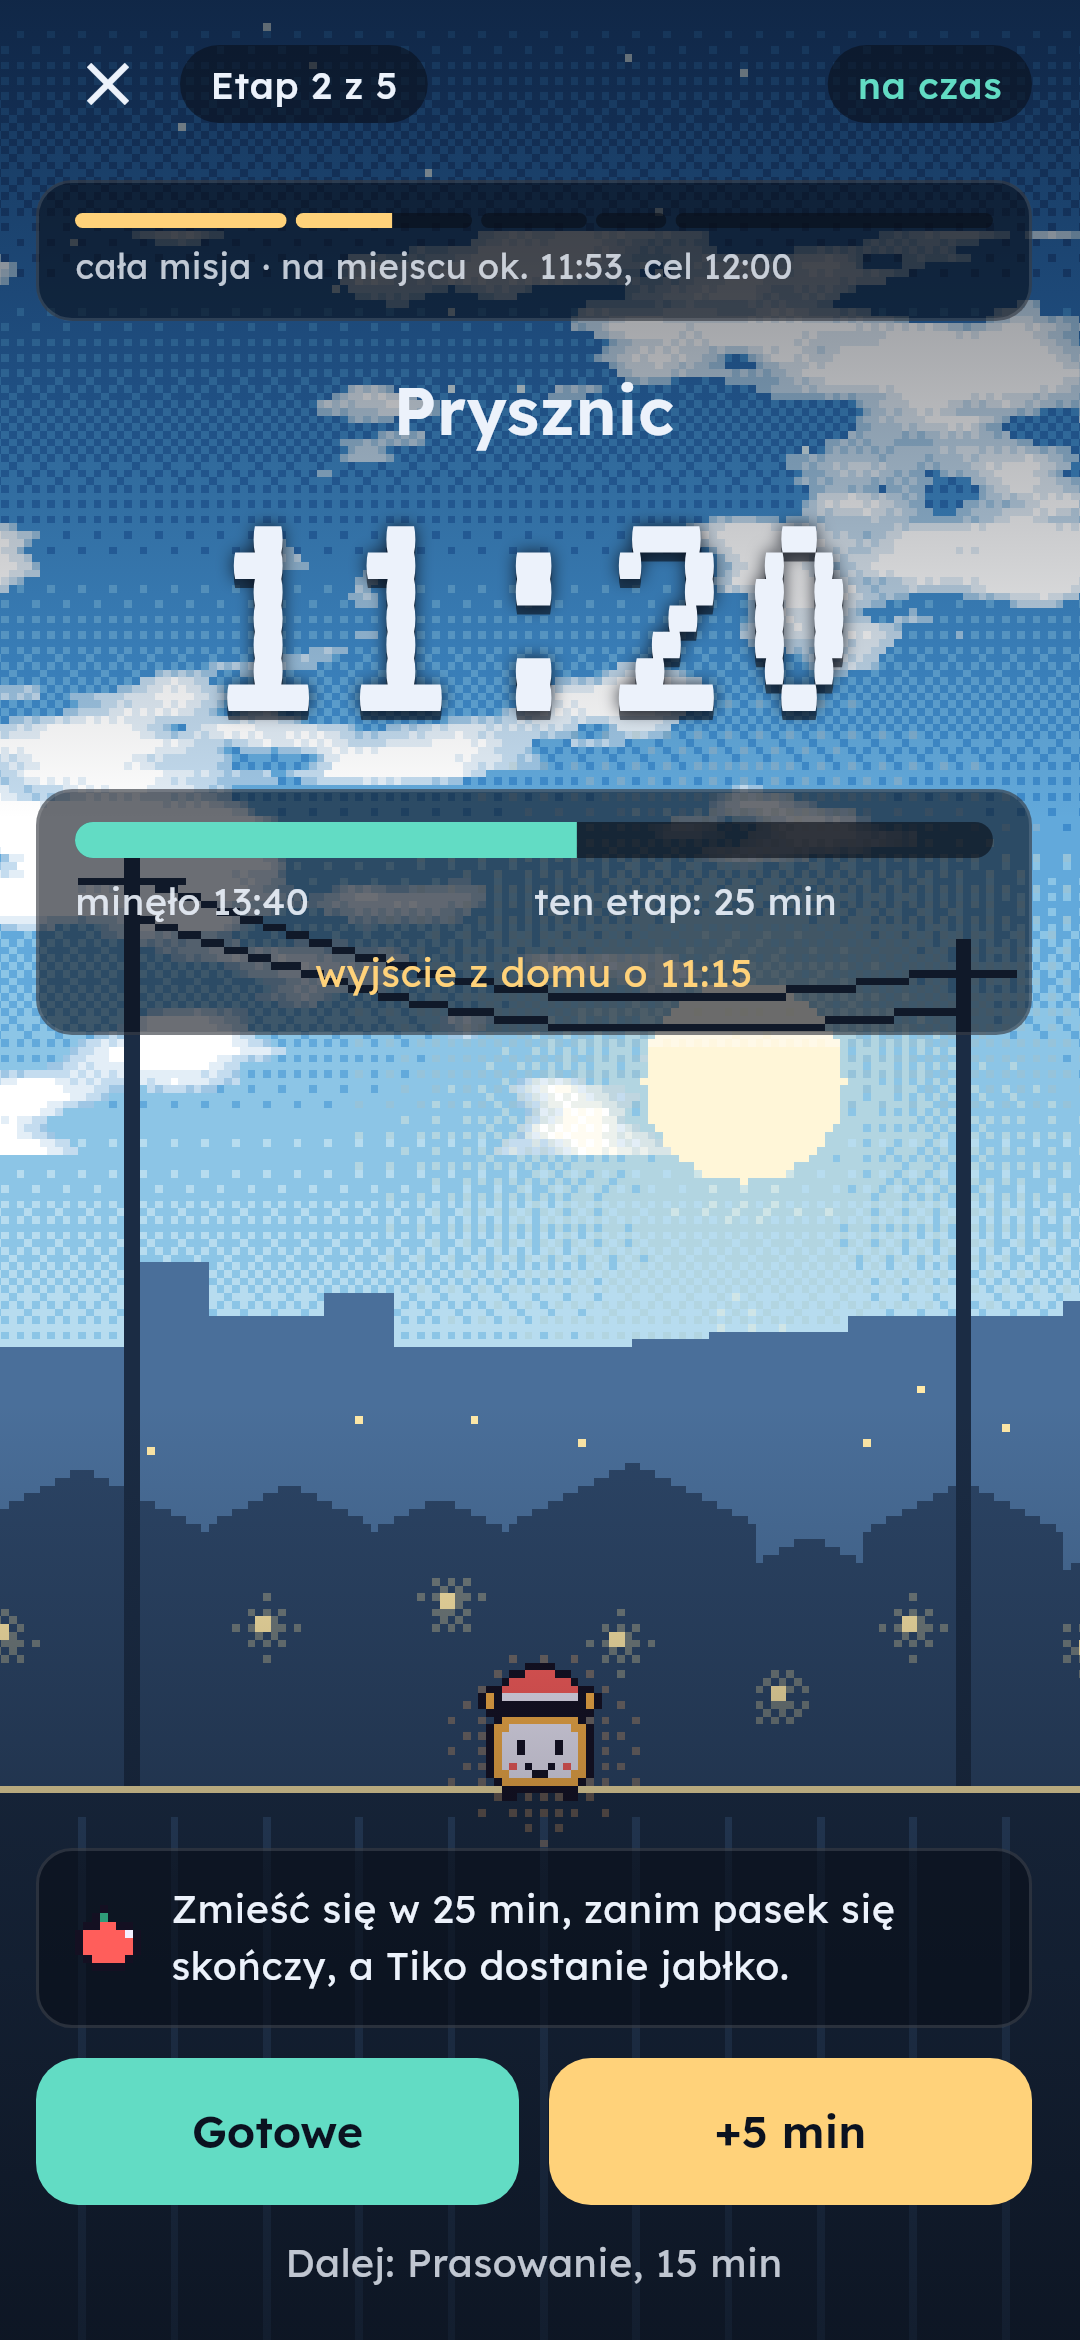 Etap 2 z 5
na czas
cała misja · na miejscu ok. 11:53, cel 12:00
Prysznic
11:20
minęło 13:40
ten etap: 25 min
wyjście z domu o 11:15
Zmieść się w 25 min, zanim pasek się
skończy, a Tiko dostanie jabłko.
Gotowe
+5 min
Dalej: Prasowanie, 15 min